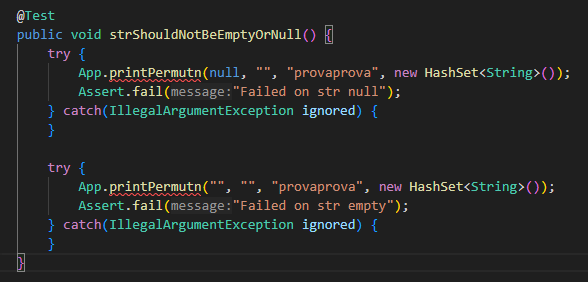 @Test
public void strShouldNotBeEmptyOrNull() {
    try {
        App.printPermutn(null, "", "provaprova", new HashSet<String>());
        Assert.fail(message:"Failed on str null");
    } catch(IllegalArgumentException ignored) {
    }

    try {
        App.printPermutn("", "", "provaprova", new HashSet<String>());
        Assert.fail(message:"Failed on str empty");
    } catch(IllegalArgumentException ignored) {
    }
}